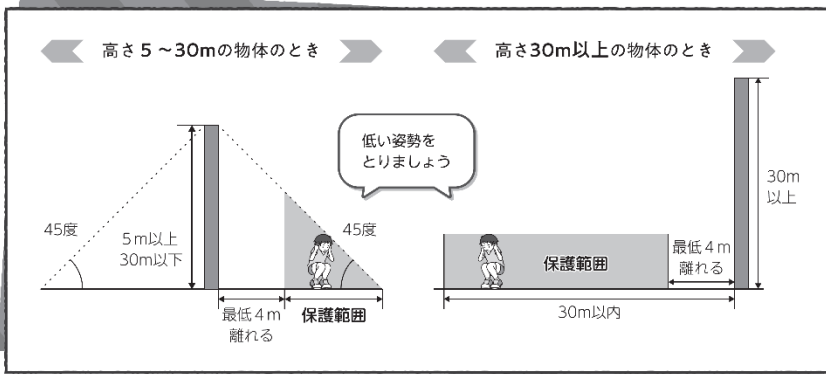 高さ5～30mの物体のとき
高さ30m以上の物体のとき
低い姿勢を
とりましょう
45度
5m以上
30m以下
45度
最低4m
離れる
保護範囲
保護範囲
最低4m
離れる
30m
以上
30m以内